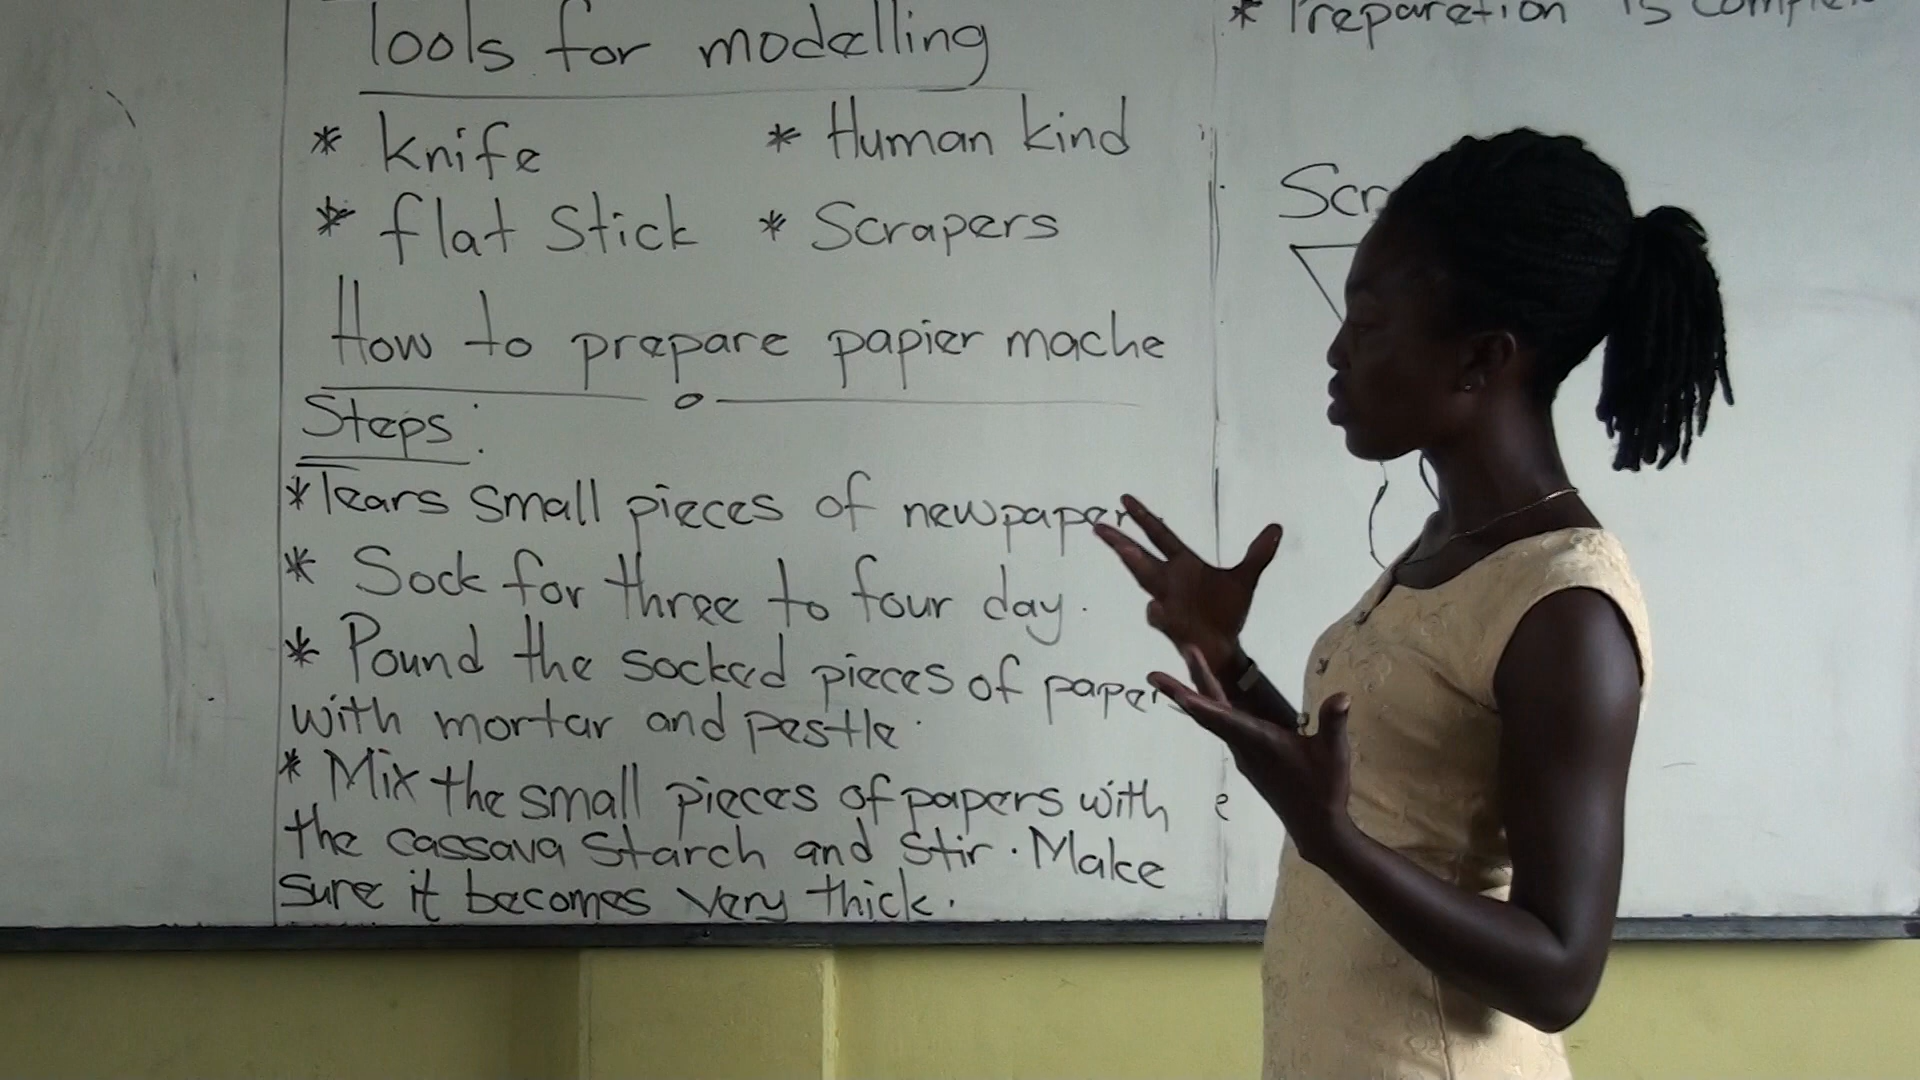 Tools for modelling
* Knife * Human kind
* flat Stick * Scrapers
How to prepare papier mache
Steps:
* Tears small pieces of newpaper
* Sock for three to four day.
* Pound the socked pieces of paper
with mortar and pestle.
* Mix the small pieces of papers with
the cassava Starch and Stir. Make
sure it becomes very thick.
* Preparation is